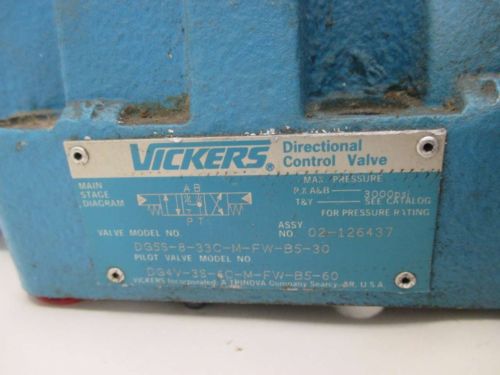 VICKERS® Directional
Control Valve
MAIN
STAGE
DIAGRAM
A B
P T
MAX PRESSURE
P,X A&B 3000psi
T&Y SEE CATALOG
FOR PRESSURE RATING
VALVE MODEL NO.
ASSY
NO 02-126437
DG5S-8-33C-M-FW-B5-30
PILOT VALVE MODEL NO.
DG4V-3S-6C-M-FW-B5-60
VICKERS Incorporated, A TRINOVA Company Searcy, AR, U.S.A.